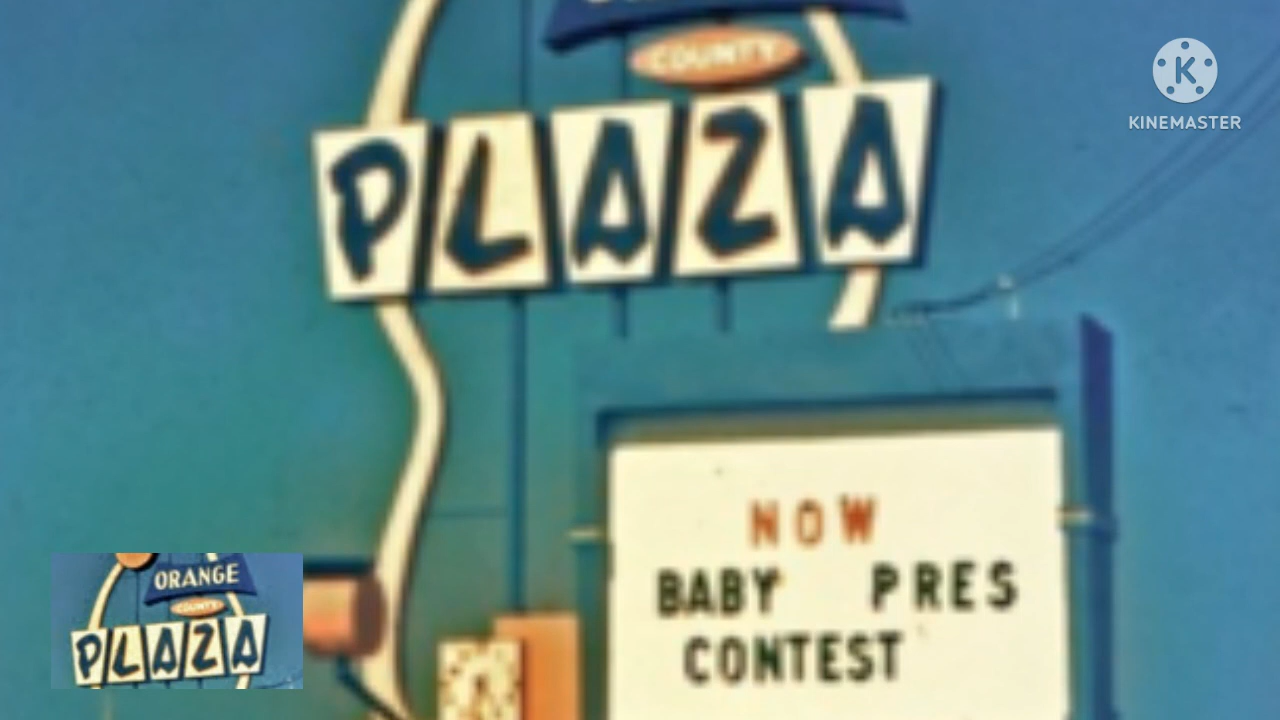 COUNTY
PLAZA
KINEMASTER
NOW
BABY PRES
CONTEST
ORANGE
COUNTY
PLAZA